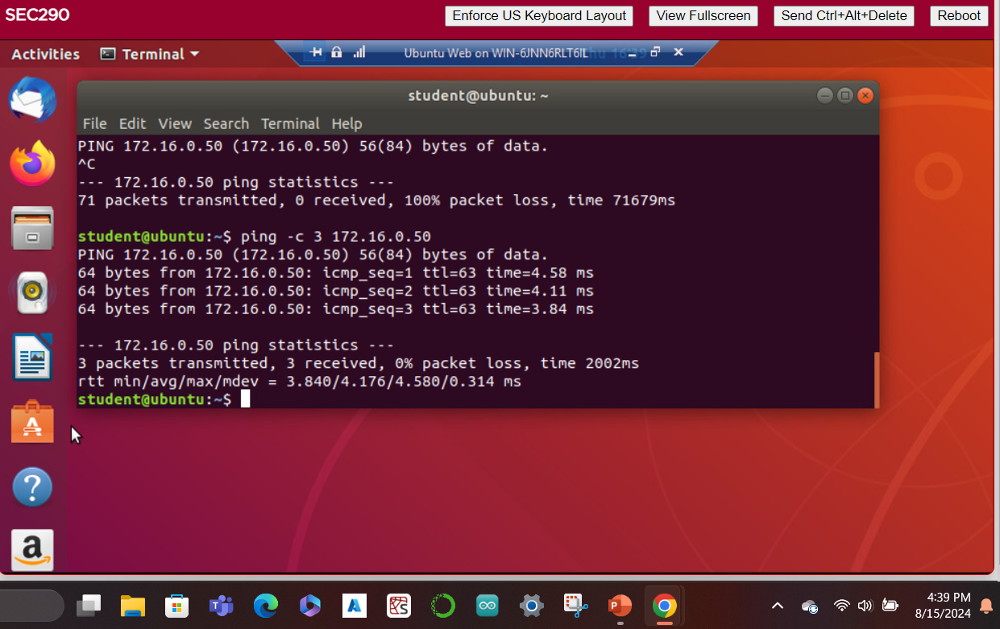 SEC290
Enforce US Keyboard Layout
View Fullscreen
Send Ctrl+Alt+Delete
Reboot
Activities
Terminal
Ubuntu Web on WIN-6JNN6RLT6IL
student@ubuntu: ~
File Edit View Search Terminal Help
PING 172.16.0.50 (172.16.0.50) 56(84) bytes of data.
^C
--- 172.16.0.50 ping statistics ---
71 packets transmitted, 0 received, 100% packet loss, time 71679ms
student@ubuntu:~$ ping -c 3 172.16.0.50
PING 172.16.0.50 (172.16.0.50) 56(84) bytes of data.
64 bytes from 172.16.0.50: icmp_seq=1 ttl=63 time=4.58 ms
64 bytes from 172.16.0.50: icmp_seq=2 ttl=63 time=4.11 ms
64 bytes from 172.16.0.50: icmp_seq=3 ttl=63 time=3.84 ms
--- 172.16.0.50 ping statistics ---
3 packets transmitted, 3 received, 0% packet loss, time 2002ms
rtt min/avg/max/mdev = 3.840/4.176/4.580/0.314 ms
student@ubuntu:~$
4:39 PM
8/15/2024